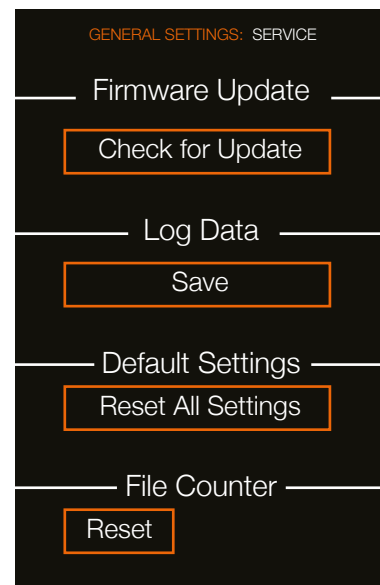 GENERAL SETTINGS: SERVICE
Firmware Update
Check for Update
Log Data
Save
Default Settings
Reset All Settings
File Counter
Reset